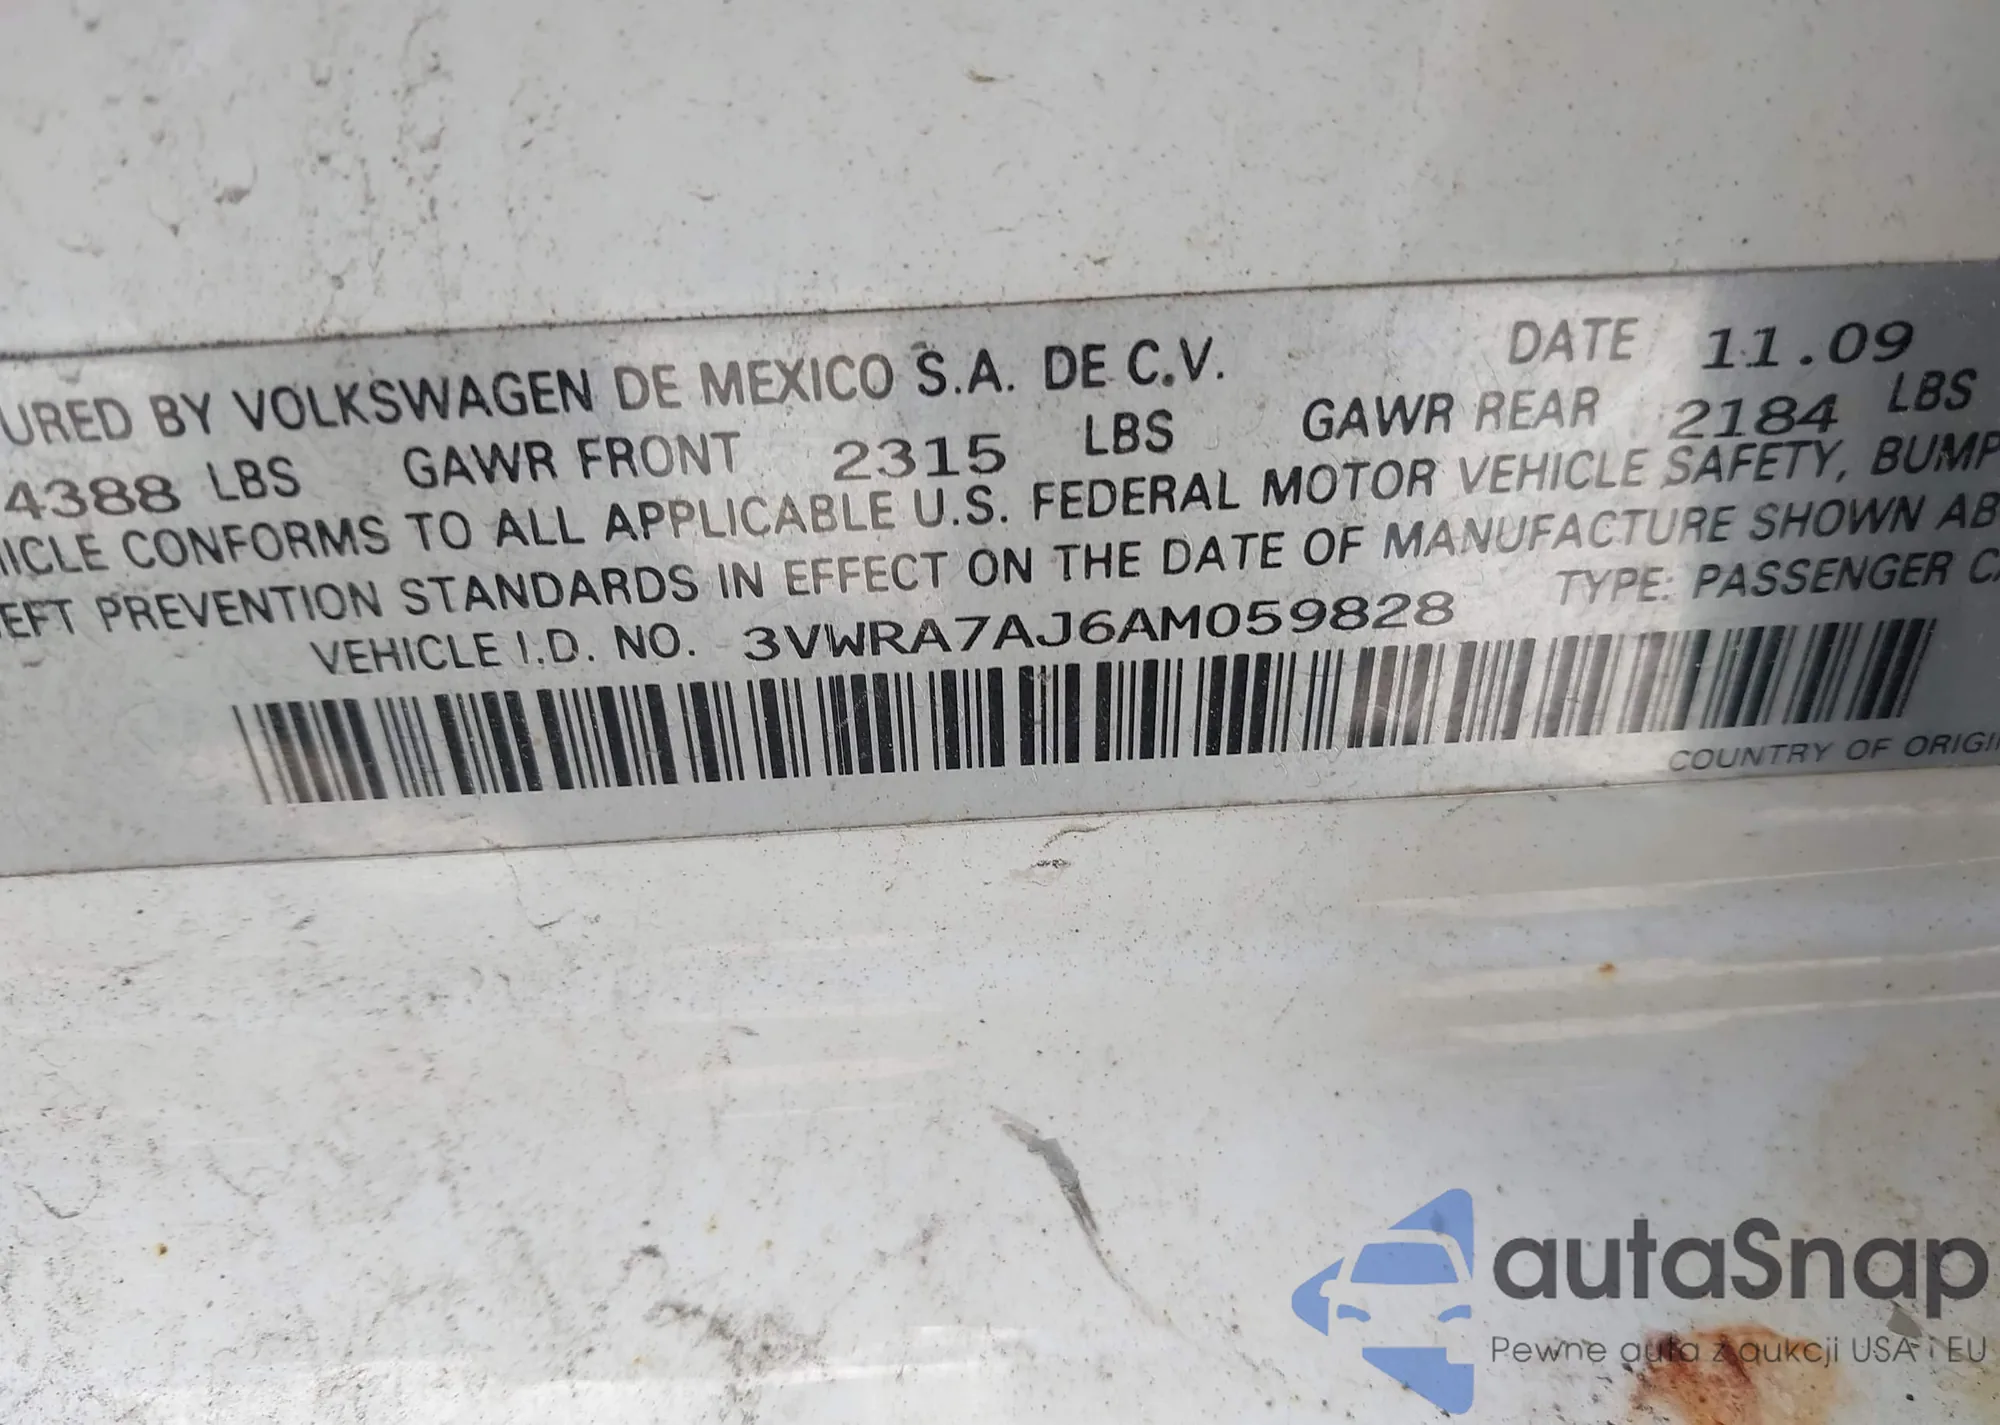 URED BY VOLKSWAGEN DE MEXICO S.A. DE C.V. DATE 11.09
4388 LBS GAWR FRONT 2315 LBS GAWR REAR 2184 LBS
ICLE CONFORMS TO ALL APPLICABLE U.S. FEDERAL MOTOR VEHICLE SAFETY, BUMP
EFT PREVENTION STANDARDS IN EFFECT ON THE DATE OF MANUFACTURE SHOWN AB
VEHICLE I.D. NO. 3VWRA7AJ6AM059828 TYPE: PASSENGER CA
COUNTRY OF ORIGIN
autaSnap
Pewne auta z aukcji USA i EU